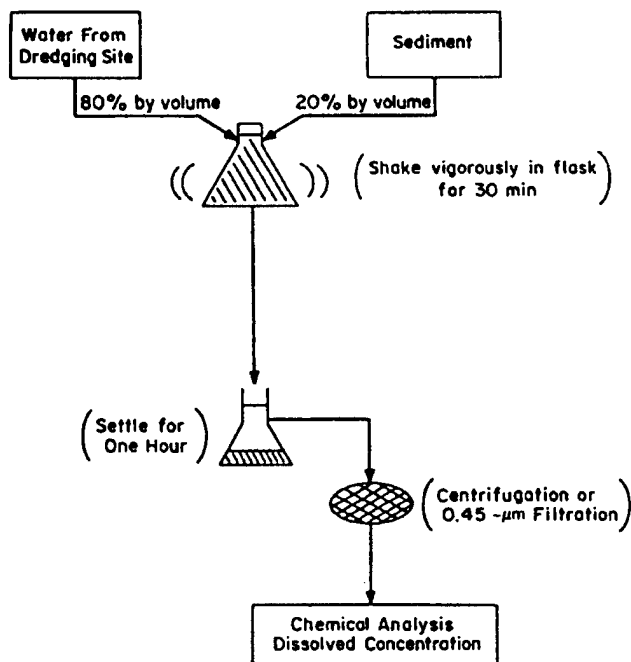 Water From
Dredging Site
Sediment
80% by volume
20% by volume
(Shake vigorously in flask
for 30 min)
(Settle for
One Hour)
(Centrifugation or
0.45 -μm Filtration)
Chemical Analysis
Dissolved Concentration